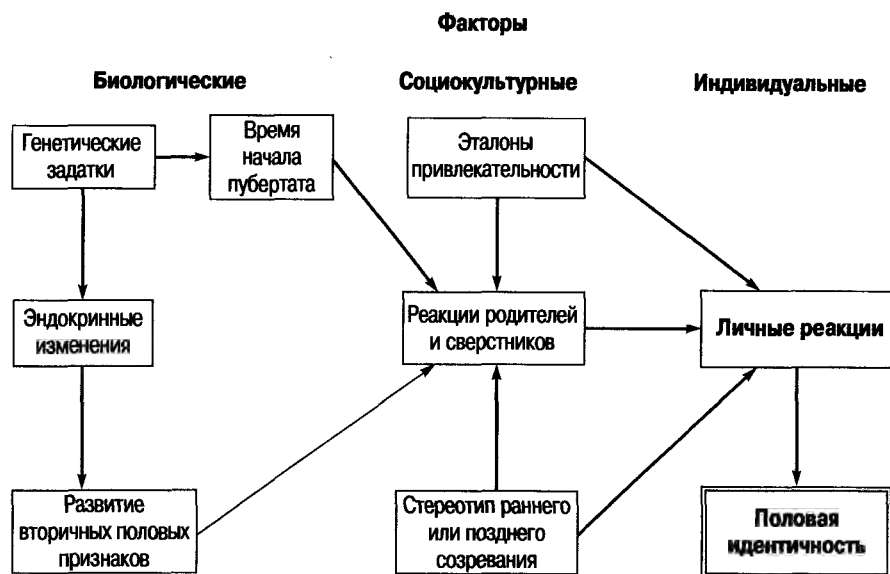 Факторы
Биологические
Социокультурные
Индивидуальные
Генетические
задатки
Время
начала
пубертата
Эталоны
привлекательности
Эндокринные
изменения
Реакции родителей
и сверстников
Личные реакции
Развитие
вторичных половых
признаков
Стереотип раннего
или позднего
созревания
Половая
идентичность